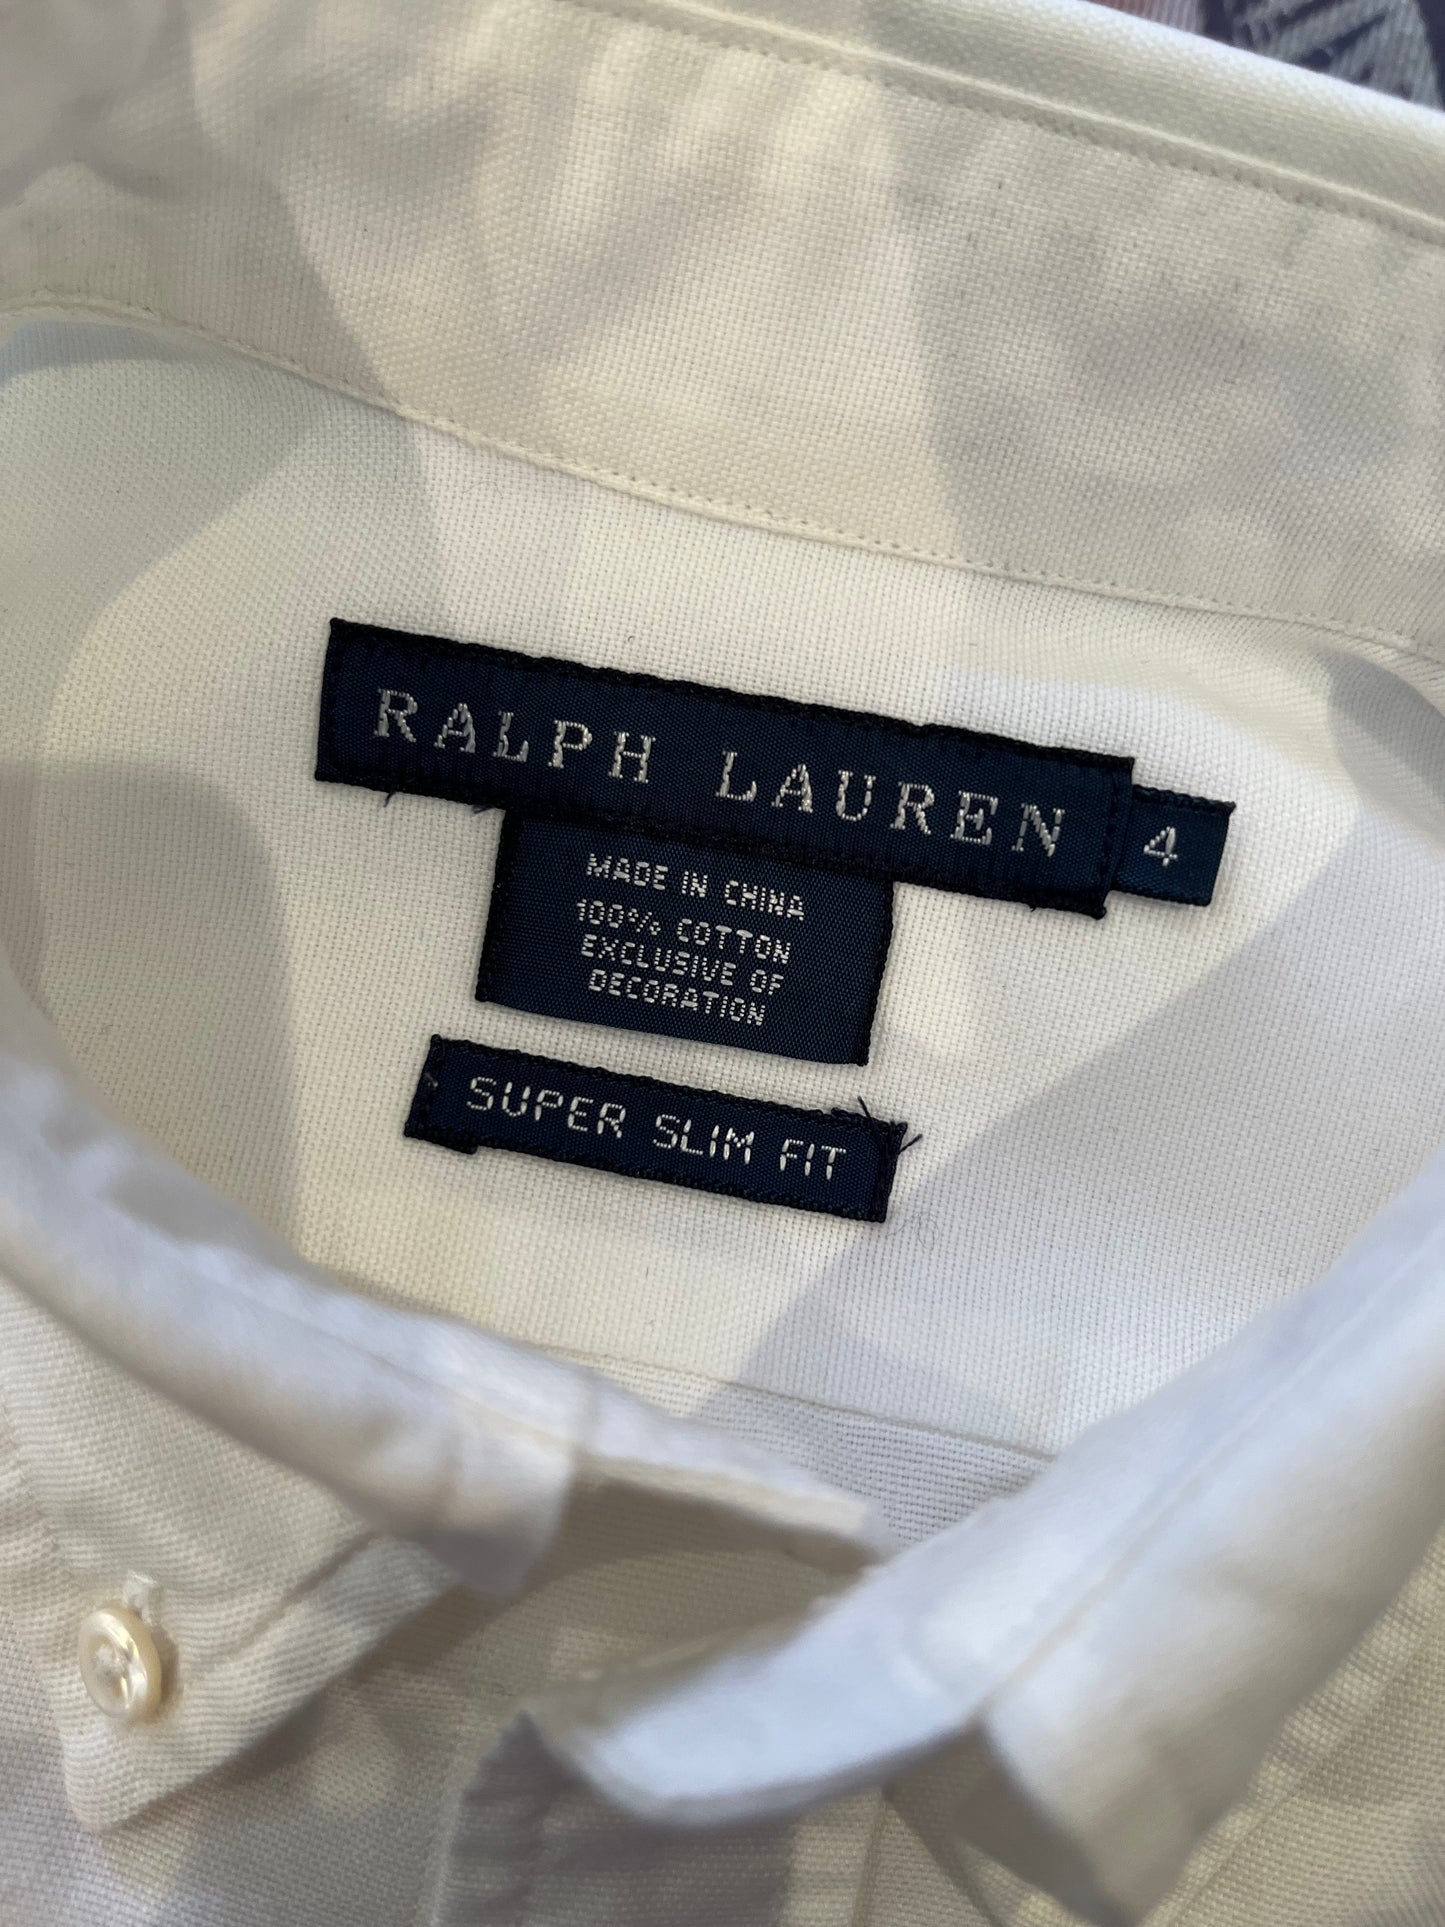 RALPH LAUREN
4
MADE IN CHINA
100% COTTON
EXCLUSIVE OF
DECORATION
SUPER SLIM FIT